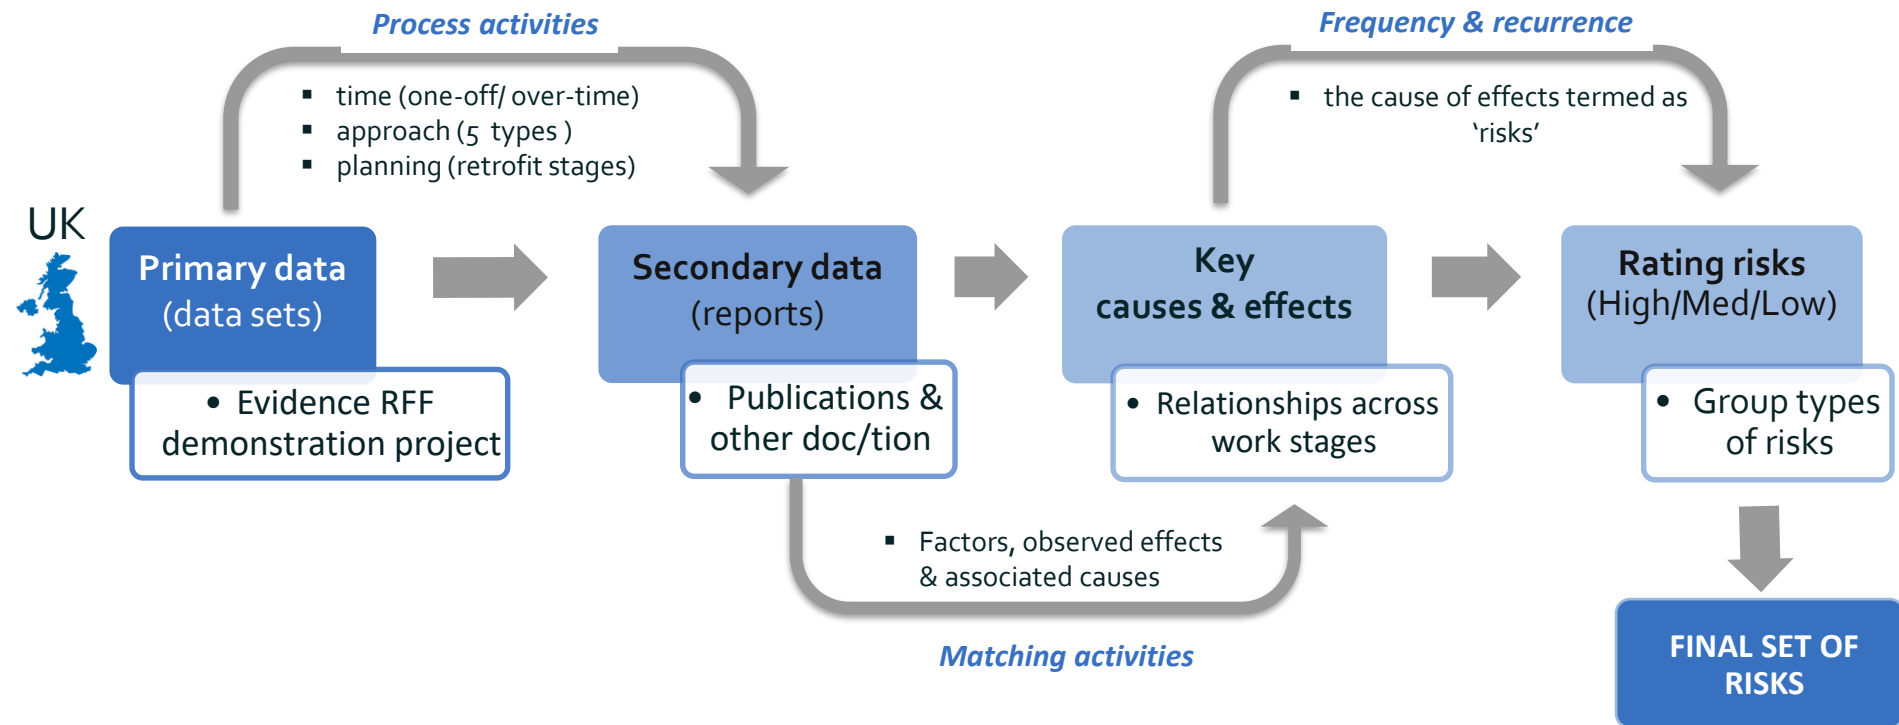 Process activities
Frequency & recurrence
▪ time (one-off/ over-time)
▪ approach (5 types )
▪ planning (retrofit stages)
▪ the cause of effects termed as
‘risks’
UK
Primary data
(data sets)
• Evidence RFF
demonstration project
Secondary data
(reports)
• Publications &
other doc/tion
Key
causes & effects
• Relationships across
work stages
Rating risks
(High/Med/Low)
• Group types
of risks
▪ Factors, observed effects
& associated causes
Matching activities
FINAL SET OF
RISKS